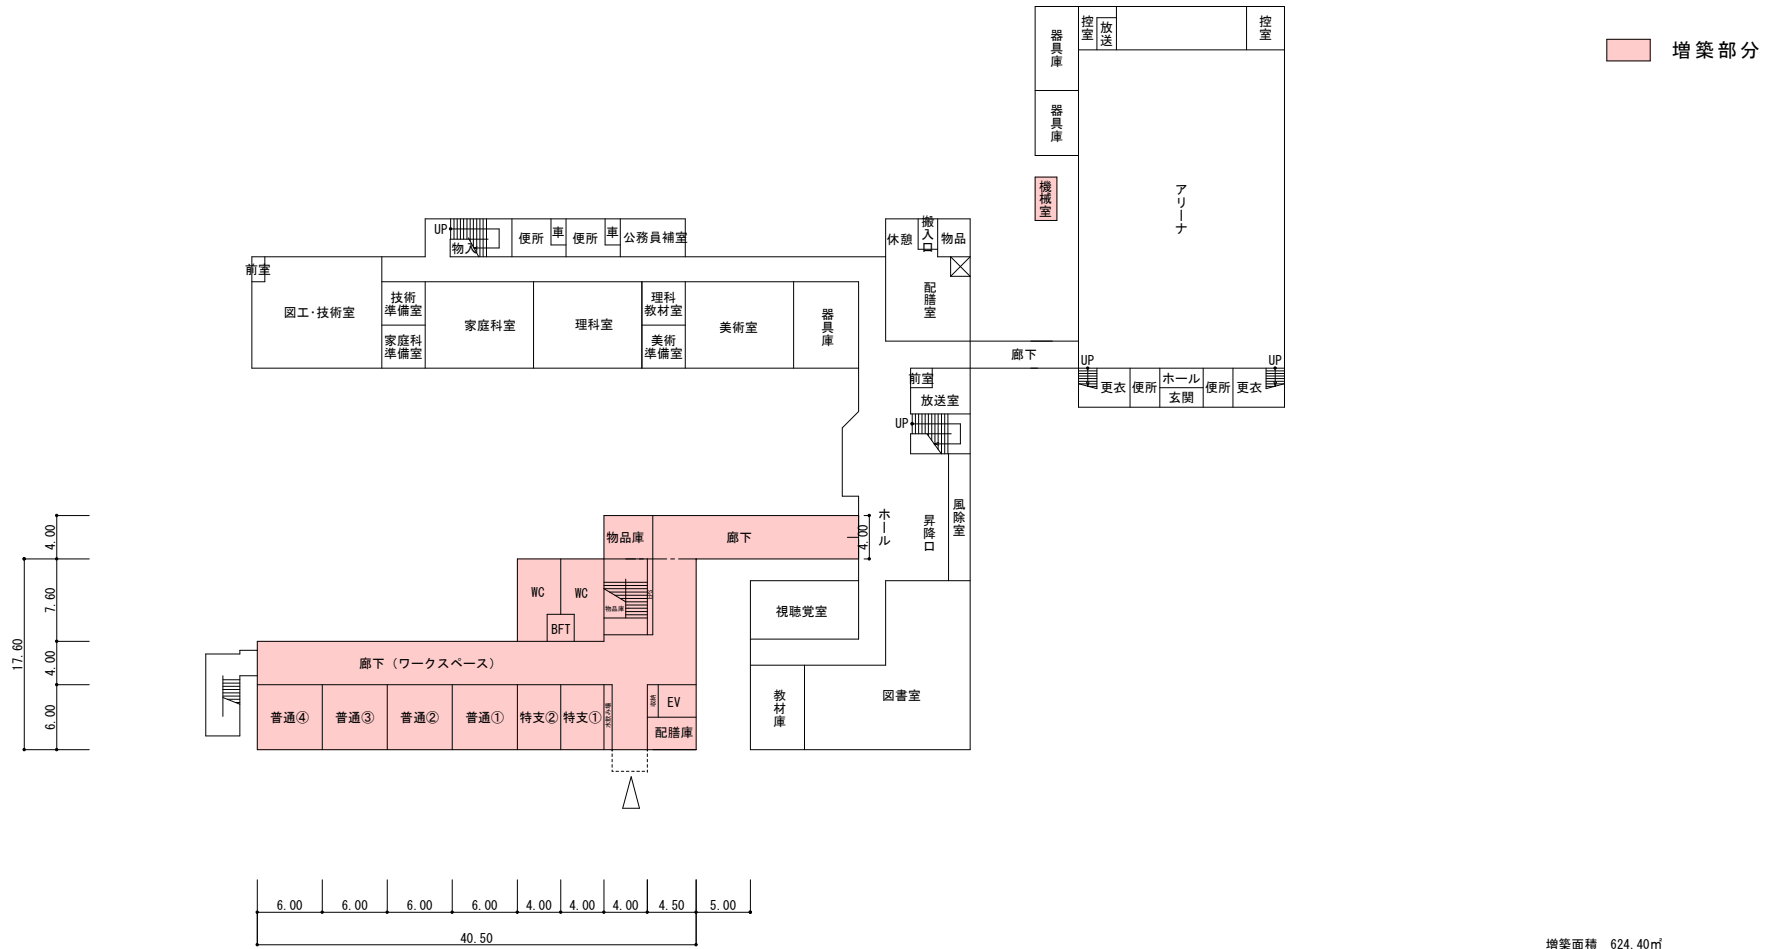 控室
放送
控室
器具庫
増築部分
器具庫
機械室
アリーナ
UP
物入
便所
車
便所
車
公務員補室
休憩
搬入口
物品
前室
配膳室
図工・技術室
技術
準備室
家庭科
準備室
家庭科室
理科室
理科
教材室
美術
準備室
美術室
器具庫
廊下
UP
UP
更衣
便所
ホール
玄関
便所
更衣
前室
放送室
UP
風除室
昇降口
ホール
4.00
4.00
物品庫
廊下
7.60
17.60
WC
WC
物品庫
BFT
視聴覚室
4.00
廊下（ワークスペース）
6.00
普通④
普通③
普通②
普通①
特支②
特支①
EV
配膳庫
教材庫
図書室
6.00
6.00
6.00
6.00
4.00
4.00
4.00
4.50
5.00
40.50
増築面積 624.40㎡